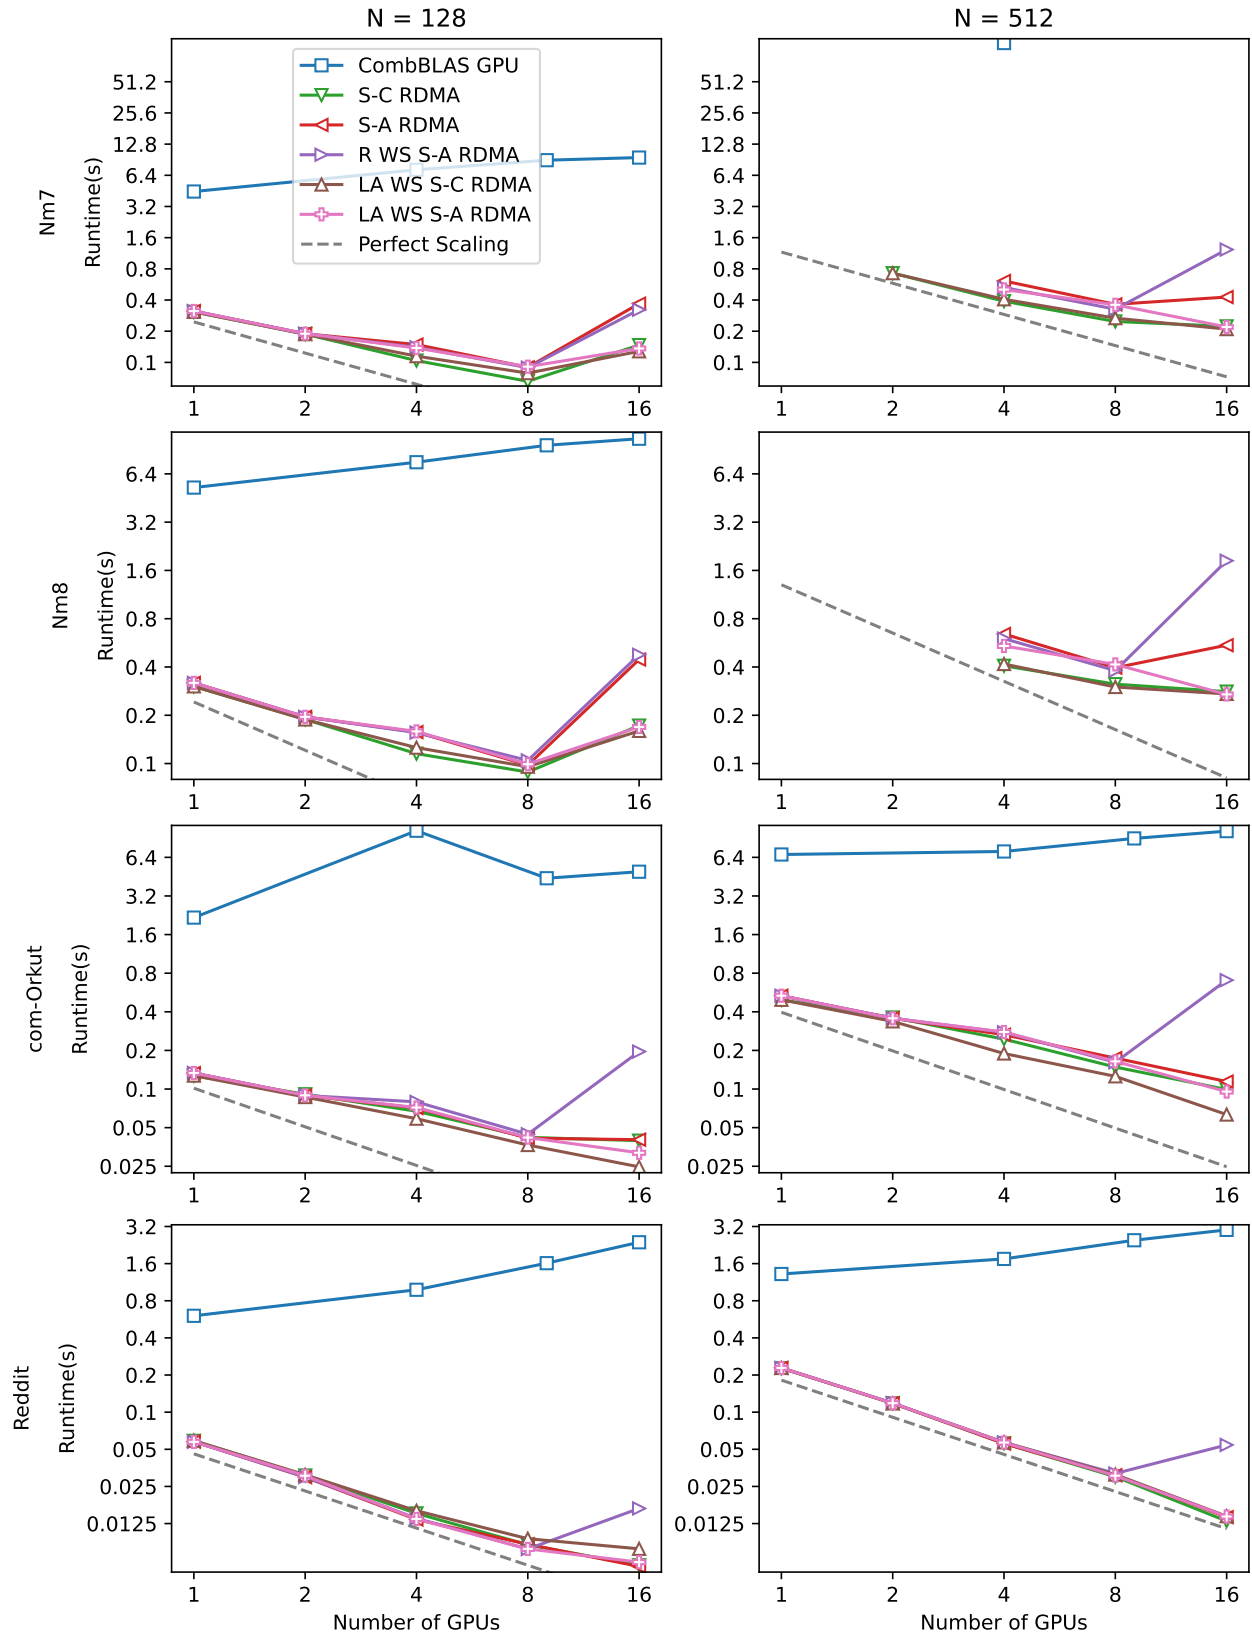 N = 128
N = 512
CombBLAS GPU
S-C RDMA
S-A RDMA
R WS S-A RDMA
LA WS S-C RDMA
LA WS S-A RDMA
Perfect Scaling
Nm7
Runtime(s)
51.2
25.6
12.8
6.4
3.2
1.6
0.8
0.4
0.2
0.1
1 2 4 8 16
51.2
25.6
12.8
6.4
3.2
1.6
0.8
0.4
0.2
0.1
1 2 4 8 16
Nm8
Runtime(s)
6.4
3.2
1.6
0.8
0.4
0.2
0.1
1 2 4 8 16
6.4
3.2
1.6
0.8
0.4
0.2
0.1
1 2 4 8 16
com-Orkut
Runtime(s)
6.4
3.2
1.6
0.8
0.4
0.2
0.1
0.05
0.025
1 2 4 8 16
6.4
3.2
1.6
0.8
0.4
0.2
0.1
0.05
0.025
1 2 4 8 16
Reddit
Runtime(s)
3.2
1.6
0.8
0.4
0.2
0.1
0.05
0.025
0.0125
1 2 4 8 16
Number of GPUs
3.2
1.6
0.8
0.4
0.2
0.1
0.05
0.025
0.0125
1 2 4 8 16
Number of GPUs